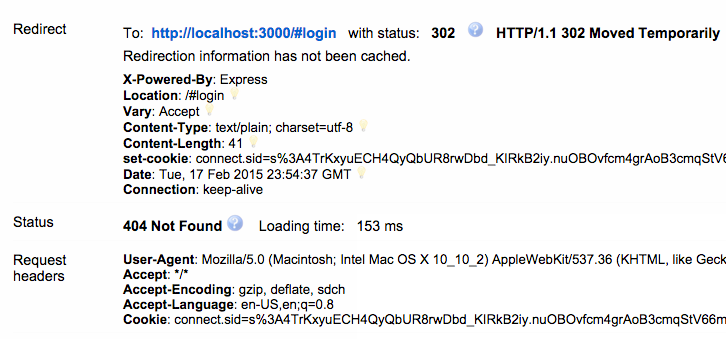 Redirect To: http://localhost:3000/#login with status: 302 HTTP/1.1 302 Moved Temporarily
Redirection information has not been cached.
X-Powered-By: Express
Location: /#login
Vary: Accept
Content-Type: text/plain; charset=utf-8
Content-Length: 41
set-cookie: connect.sid=s%3A4TrKxyuECH4QyQbUR8rwDbd_KlRkB2iy.nuOBOvfcm4grAoB3cmqStV6
Date: Tue, 17 Feb 2015 23:54:37 GMT
Connection: keep-alive
Status 404 Not Found Loading time: 153 ms
Request headers
User-Agent: Mozilla/5.0 (Macintosh; Intel Mac OS X 10_10_2) AppleWebKit/537.36 (KHTML, like Geck
Accept: */*
Accept-Encoding: gzip, deflate, sdch
Accept-Language: en-US,en;q=0.8
Cookie: connect.sid=s%3A4TrKxyuECH4QyQbUR8rwDbd_KlRkB2iy.nuOBOvfcm4grAoB3cmqStV66m